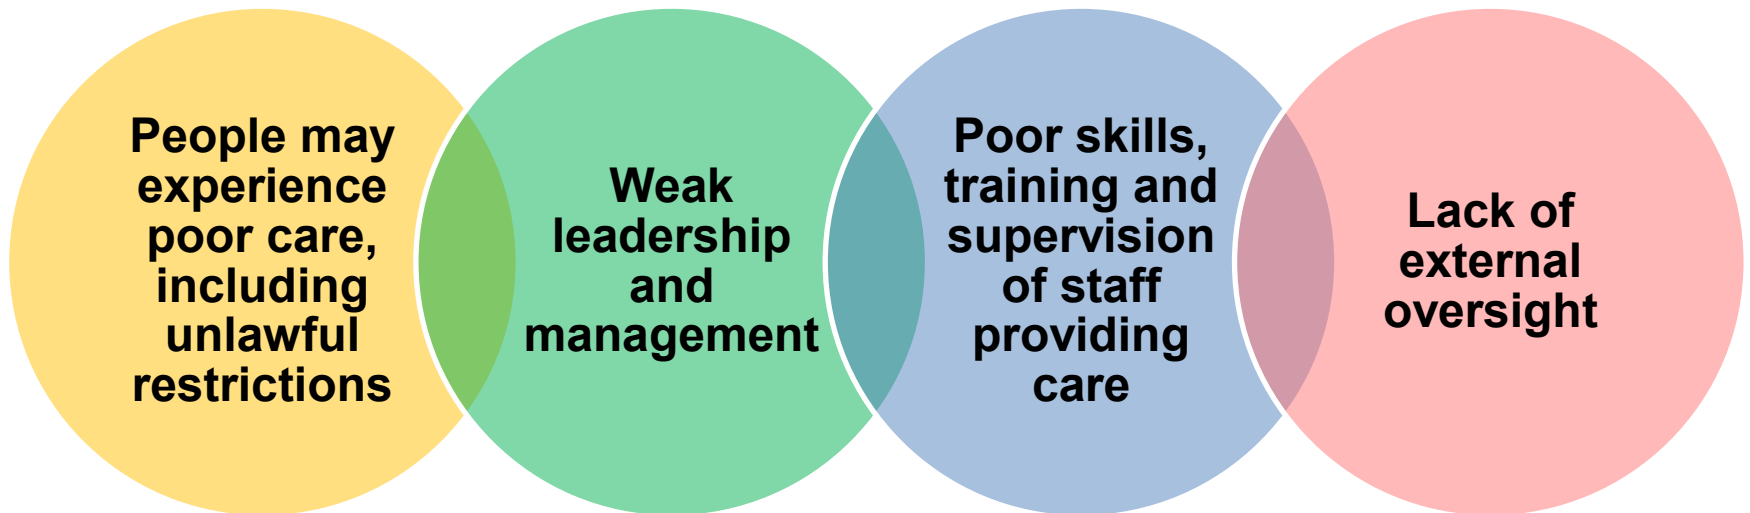 People may
experience
poor care,
including
unlawful
restrictions
Weak
leadership
and
management
Poor skills,
training and
supervision
of staff
providing
care
Lack of
external
oversight